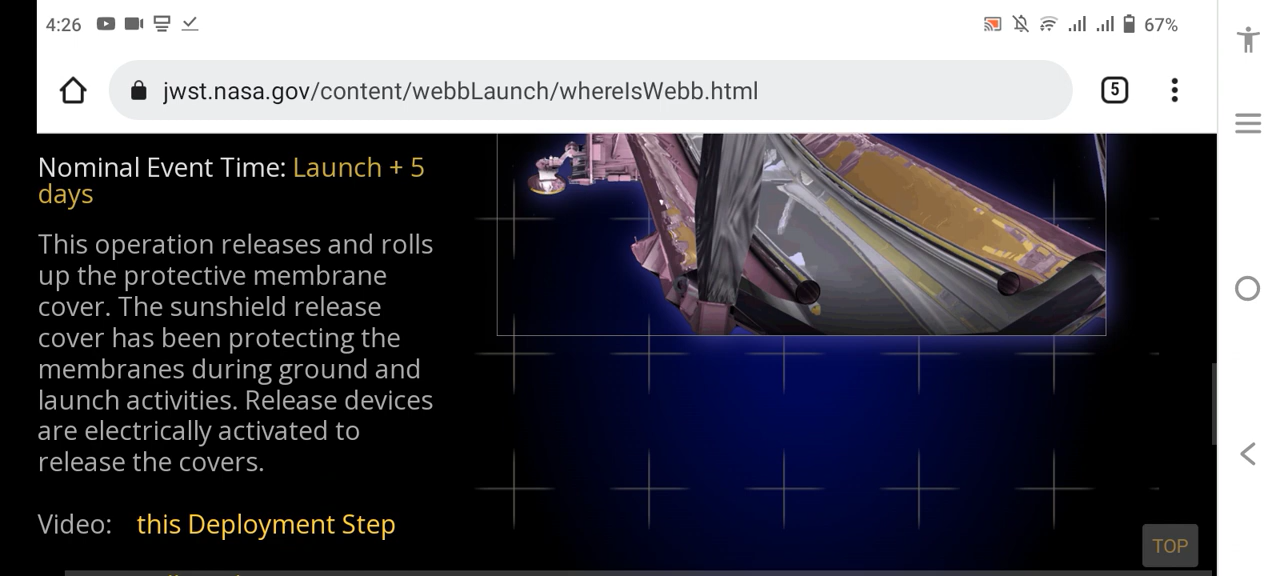 4:26
67%
jwst.nasa.gov/content/webbLaunch/whereIsWebb.html
5
Nominal Event Time: Launch + 5
days
This operation releases and rolls
up the protective membrane
cover. The sunshield release
cover has been protecting the
membranes during ground and
launch activities. Release devices
are electrically activated to
release the covers.
Video: this Deployment Step
TOP